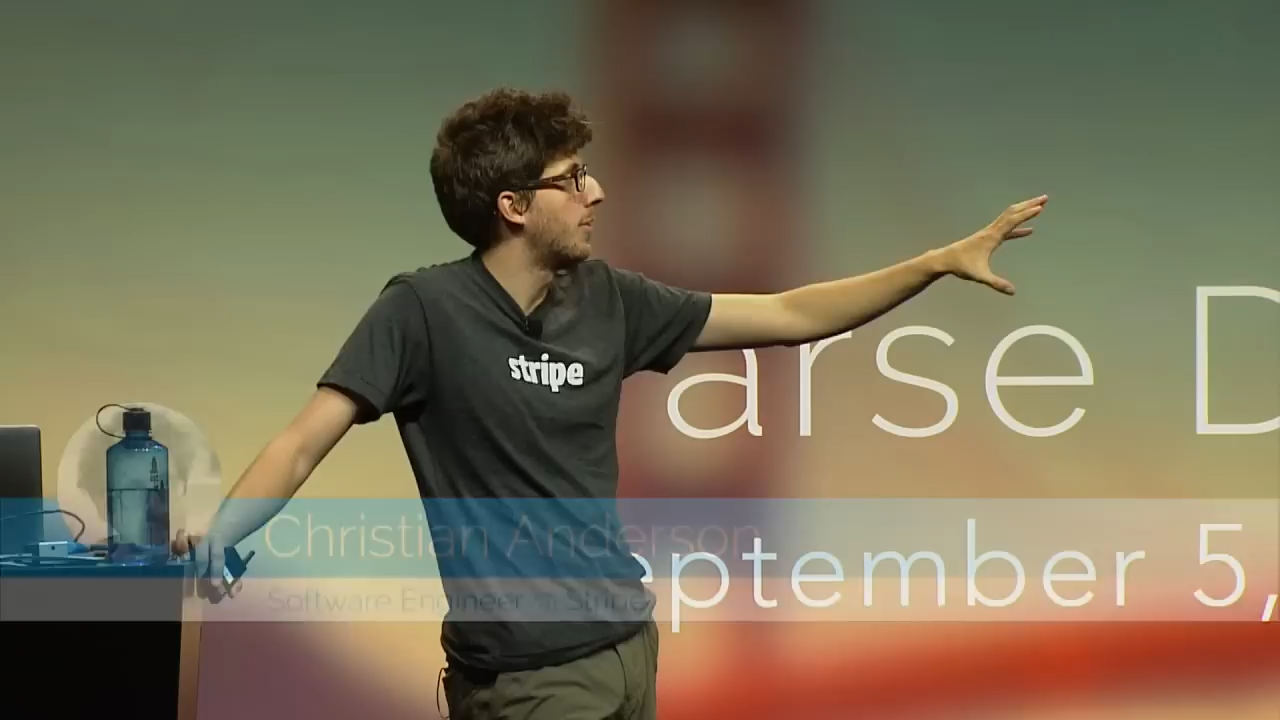 stripe
arse D
Christian Anderson
eptember 5,
Software Engineer at Stripe